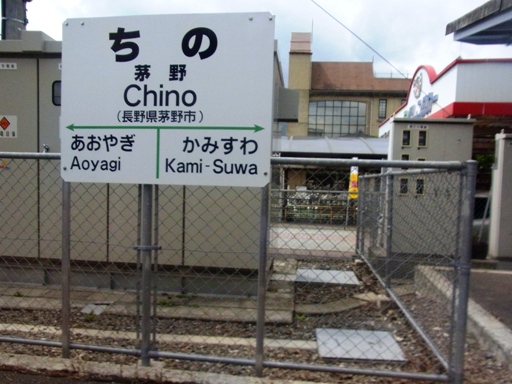 ちの
茅野
Chino
(長野県茅野市)
あおやぎ かみすわ
Aoyagi Kami-Suwa